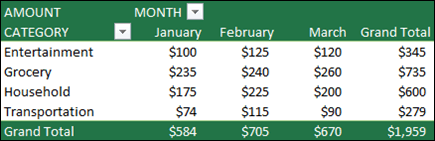 AMOUNT MONTH
CATEGORY January February March Grand Total
Entertainment $100 $125 $120 $345
Grocery $235 $240 $260 $735
Household $175 $225 $200 $600
Transportation $74 $115 $90 $279
Grand Total $584 $705 $670 $1,959